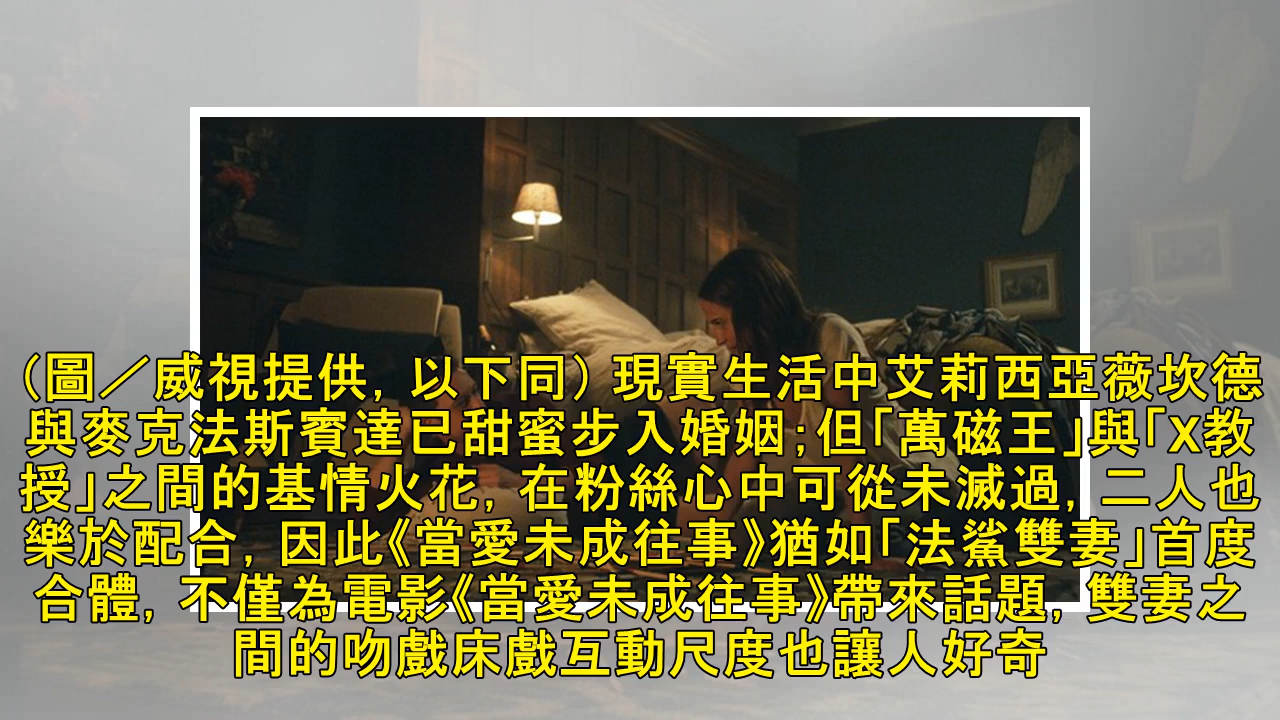 (圖／威視提供, 以下同) 現實生活中艾莉西亞薇坎德
與麥克法斯賓達已甜蜜步入婚姻;但「萬磁王」與「X教
授」之間的基情火花, 在粉絲心中可從未滅過, 二人也
樂於配合, 因此《當愛未成往事》猶如「法鯊雙妻」首度
合體, 不僅為電影《當愛未成往事》帶來話題, 雙妻之
間的吻戲床戲互動尺度也讓人好奇